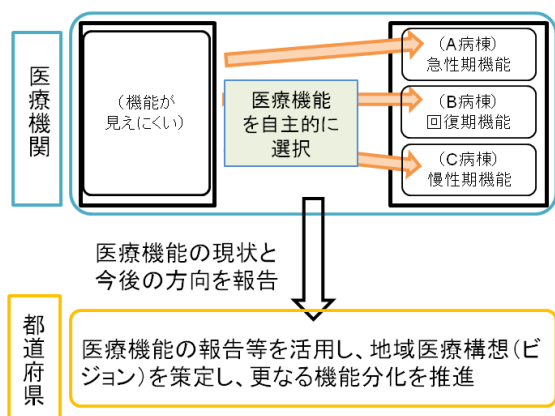 医療機関
(機能が
見えにくい)
医療機能
を自主的に
選択
(A病棟)
急性期機能
(B病棟)
回復期機能
(C病棟)
慢性期機能
医療機能の現状と
今後の方向を報告
都道府県
医療機能の報告等を活用し、地域医療構想(ビ
ジョン)を策定し、更なる機能分化を推進